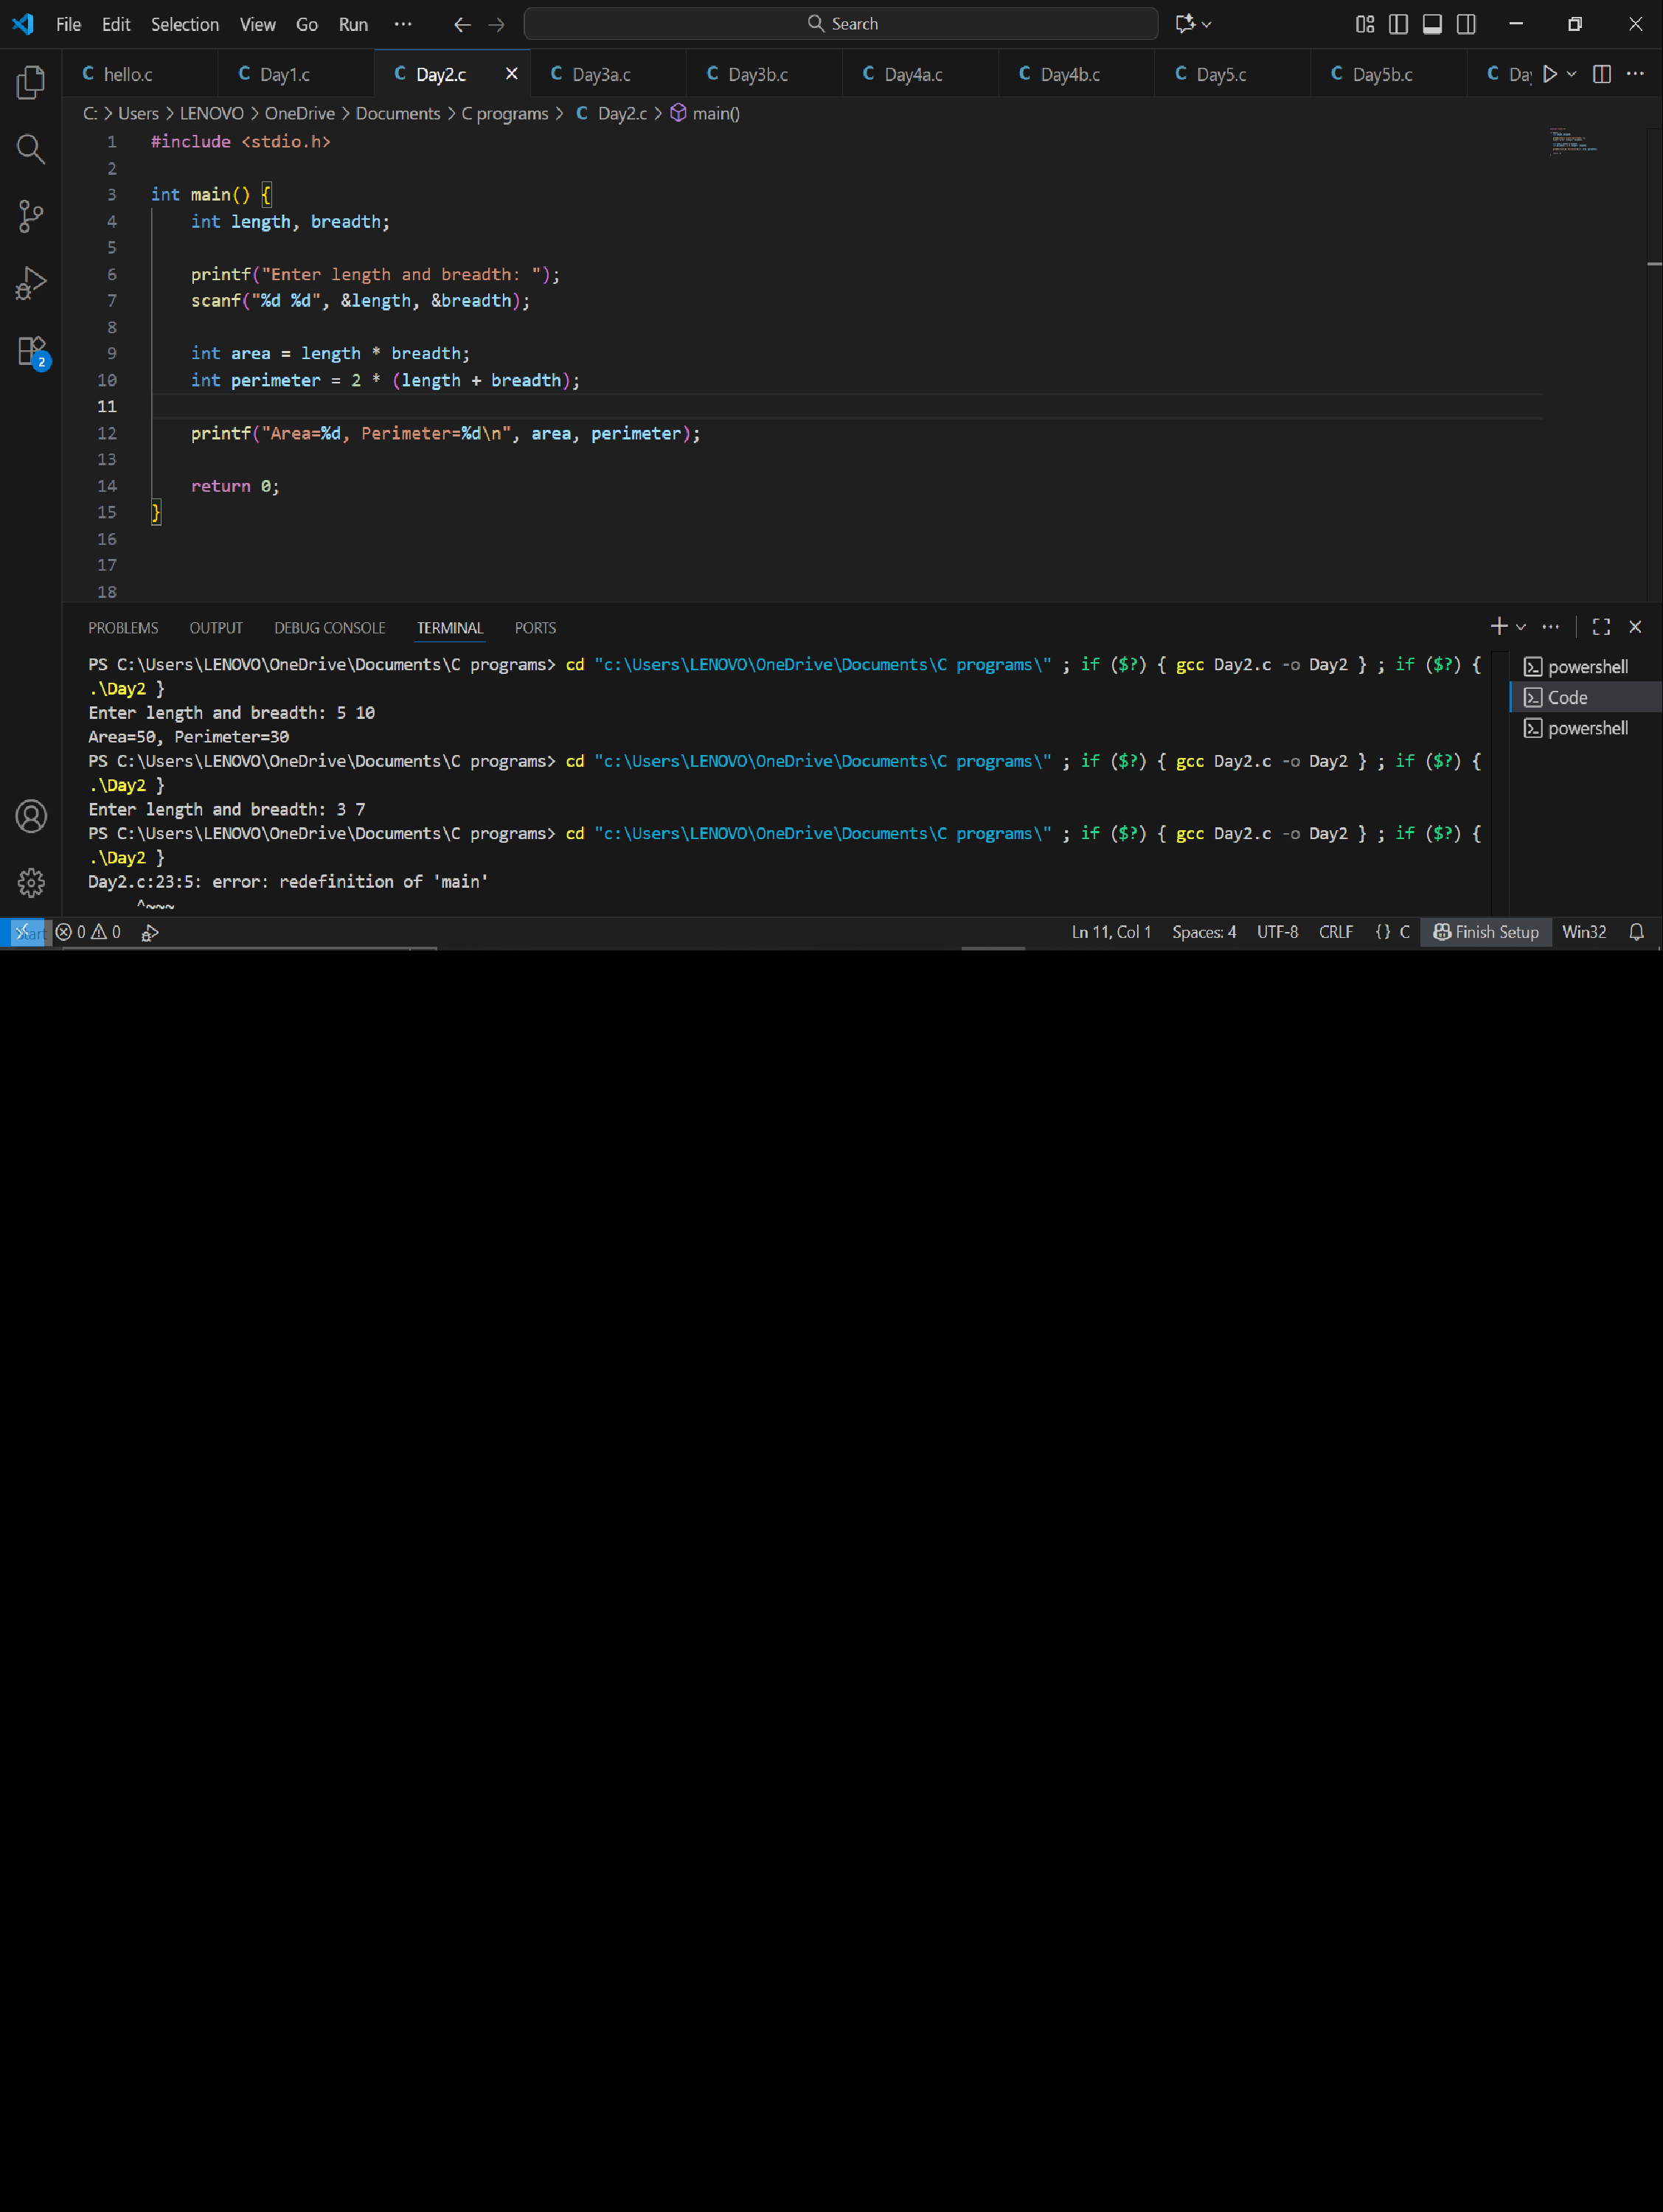 File Edit Selection View Go Run ··· Search
hello.c Day1.c Day2.c Day3a.c Day3b.c Day4a.c Day4b.c Day5.c Day5b.c Day
C: > Users > LENOVO > OneDrive > Documents > C programs > C Day2.c > main()
1 #include <stdio.h>
2
3 int main() {
4 int length, breadth;
5
6 printf("Enter length and breadth: ");
7 scanf("%d %d", &length, &breadth);
8
9 int area = length * breadth;
10 int perimeter = 2 * (length + breadth);
11
12 printf("Area=%d, Perimeter=%d\n", area, perimeter);
13
14 return 0;
15 }
16
17
18
PROBLEMS OUTPUT DEBUG CONSOLE TERMINAL PORTS
PS C:\Users\LENOVO\OneDrive\Documents\C programs> cd "c:\Users\LENOVO\OneDrive\Documents\C programs\" ; if ($?) { gcc Day2.c -o Day2 } ; if ($?) {
.\Day2 }
Enter length and breadth: 5 10
Area=50, Perimeter=30
PS C:\Users\LENOVO\OneDrive\Documents\C programs> cd "c:\Users\LENOVO\OneDrive\Documents\C programs\" ; if ($?) { gcc Day2.c -o Day2 } ; if ($?) {
.\Day2 }
Enter length and breadth: 3 7
PS C:\Users\LENOVO\OneDrive\Documents\C programs> cd "c:\Users\LENOVO\OneDrive\Documents\C programs\" ; if ($?) { gcc Day2.c -o Day2 } ; if ($?) {
.\Day2 }
Day2.c:23:5: error: redefinition of 'main'
^~~~
powershell
Code
powershell
2
0 0 Ln 11, Col 1 Spaces: 4 UTF-8 CRLF {} C Finish Setup Win32